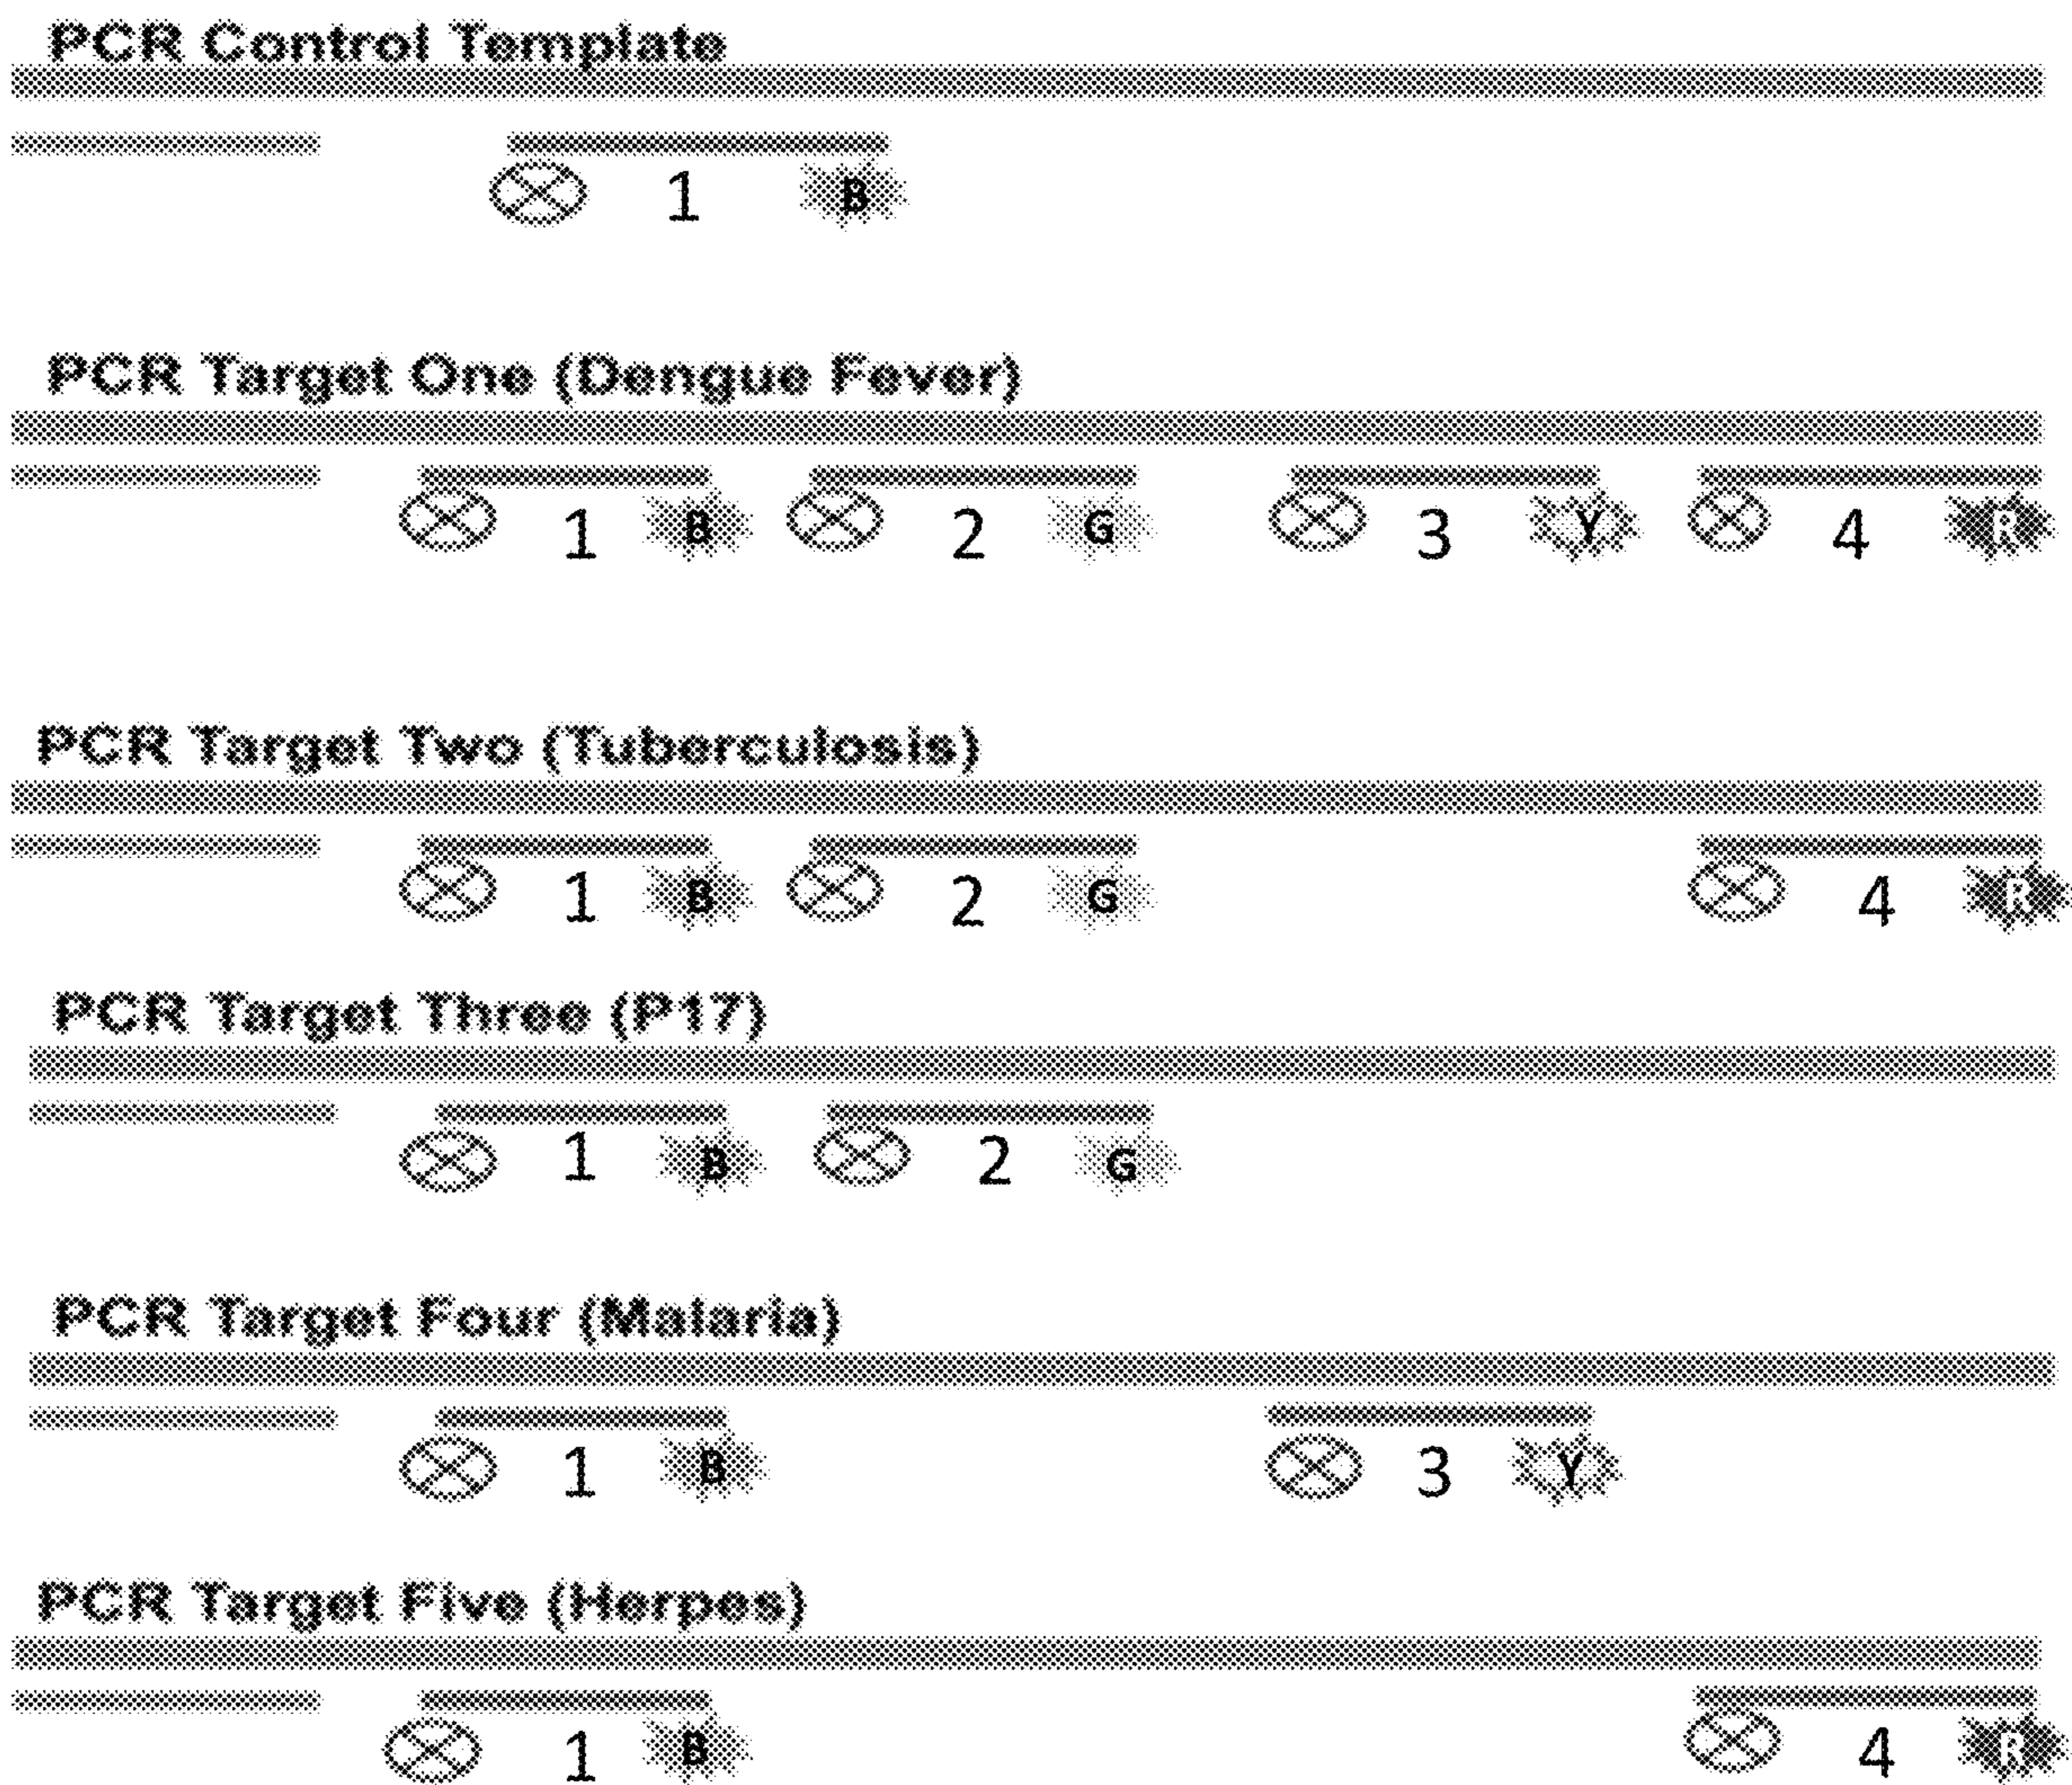 PCR Control Template
1 B
PCR Target One (Dengue Fever)
1 B 2 G 3 Y 4 R
PCR Target Two (Tuberculosis)
1 B 2 G 4 R
PCR Target Three (P17)
1 B 2 G
PCR Target Four (Malaria)
1 B 3 Y
PCR Target Five (Herpes)
1 B 4 R